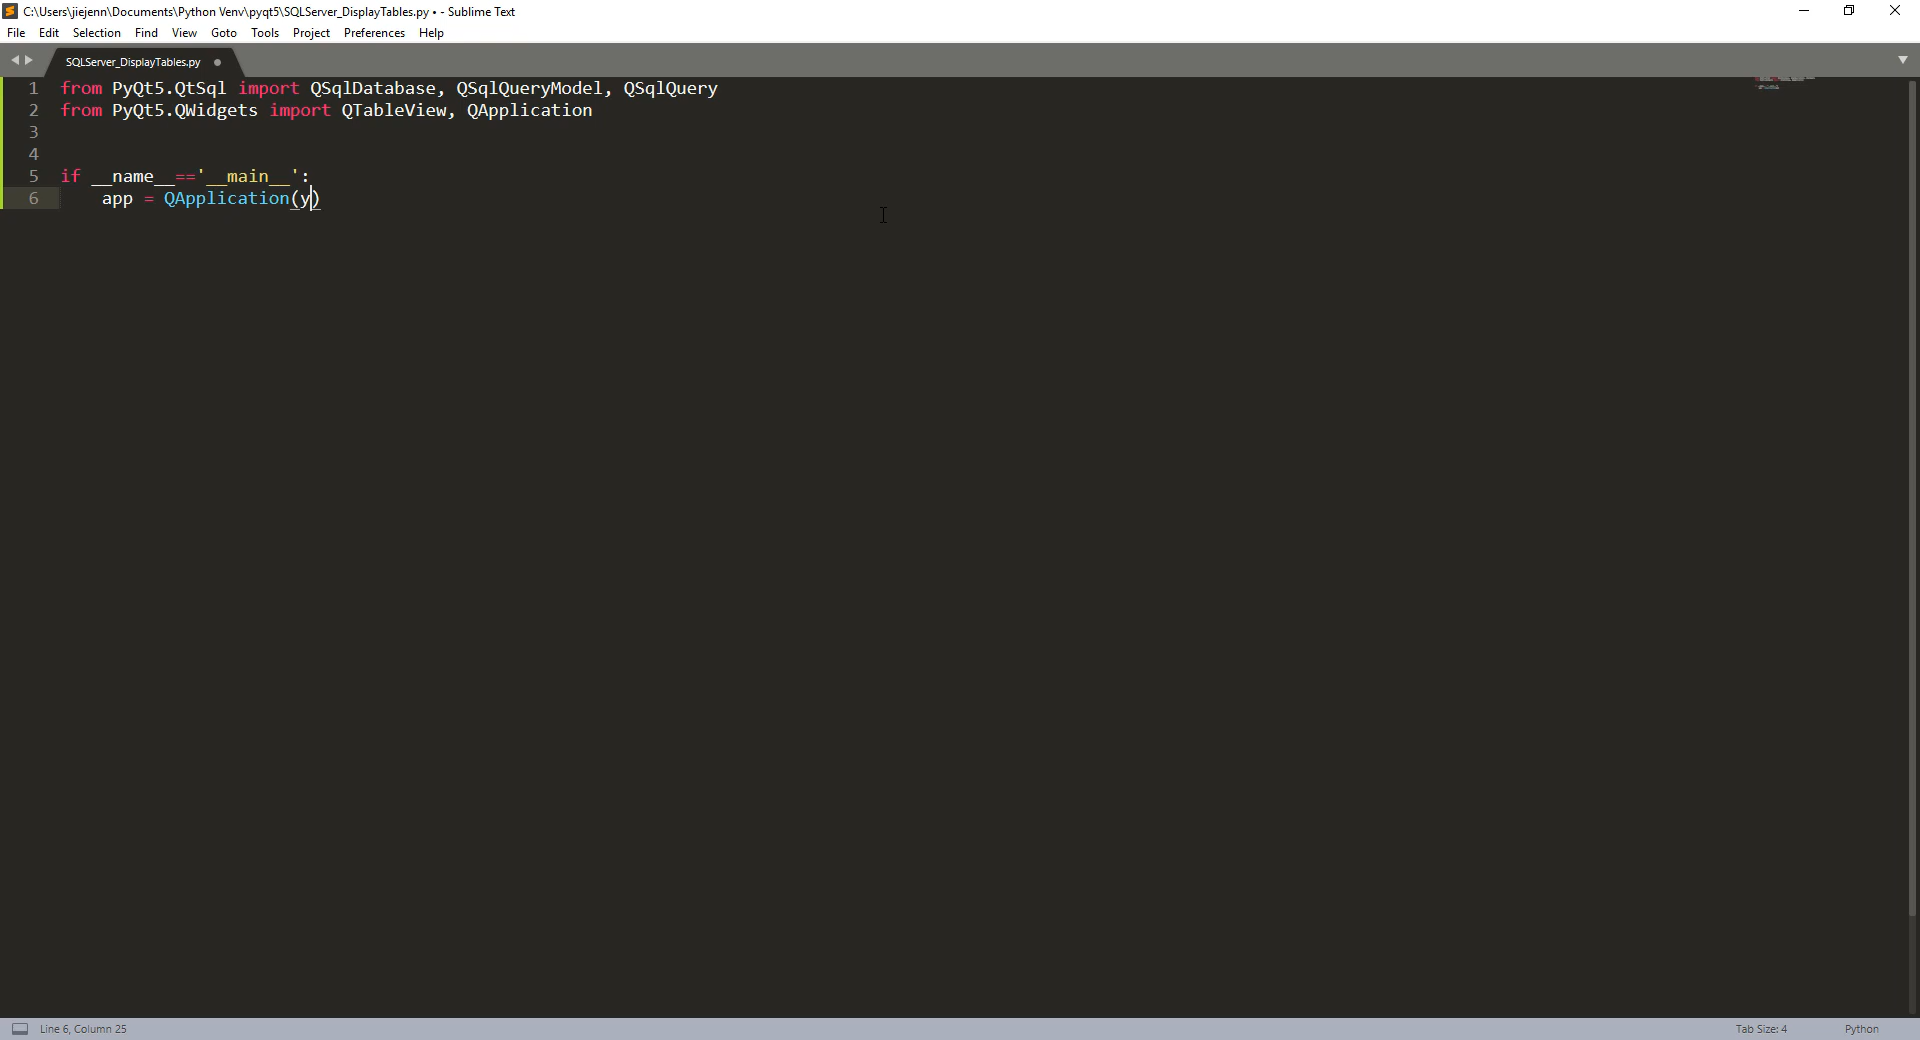 C:\Users\jiejenn\Documents\Python Venv\pyqt5\SQLServer_DisplayTables.py • - Sublime Text
File Edit Selection Find View Goto Tools Project Preferences Help
SQLServer_DisplayTables.py
1 from PyQt5.QtSql import QSqlDatabase, QSqlQueryModel, QSqlQuery
2 from PyQt5.QWidgets import QTableView, QApplication
3
4
5 if __name__=='__main__':
6 app = QApplication(y)
Line 6, Column 25 Tab Size: 4 Python